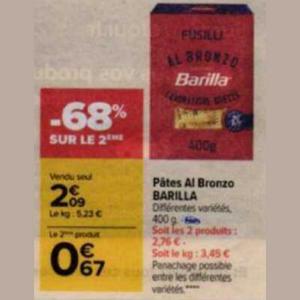 FUSILLI
AL BRONZO
Barilla
400g
-68%
SUR LE 2ÈME
Vendu seul
2€09
Le kg : 5,23 €
Le 2ème produit
0€67
Pâtes Al Bronzo
BARILLA
Différentes variétés,
400 g.
Soit les 2 produits :
2,76 €.
Soit le kg : 3,45 €
Panachage possible
entre les différentes
variétés.****